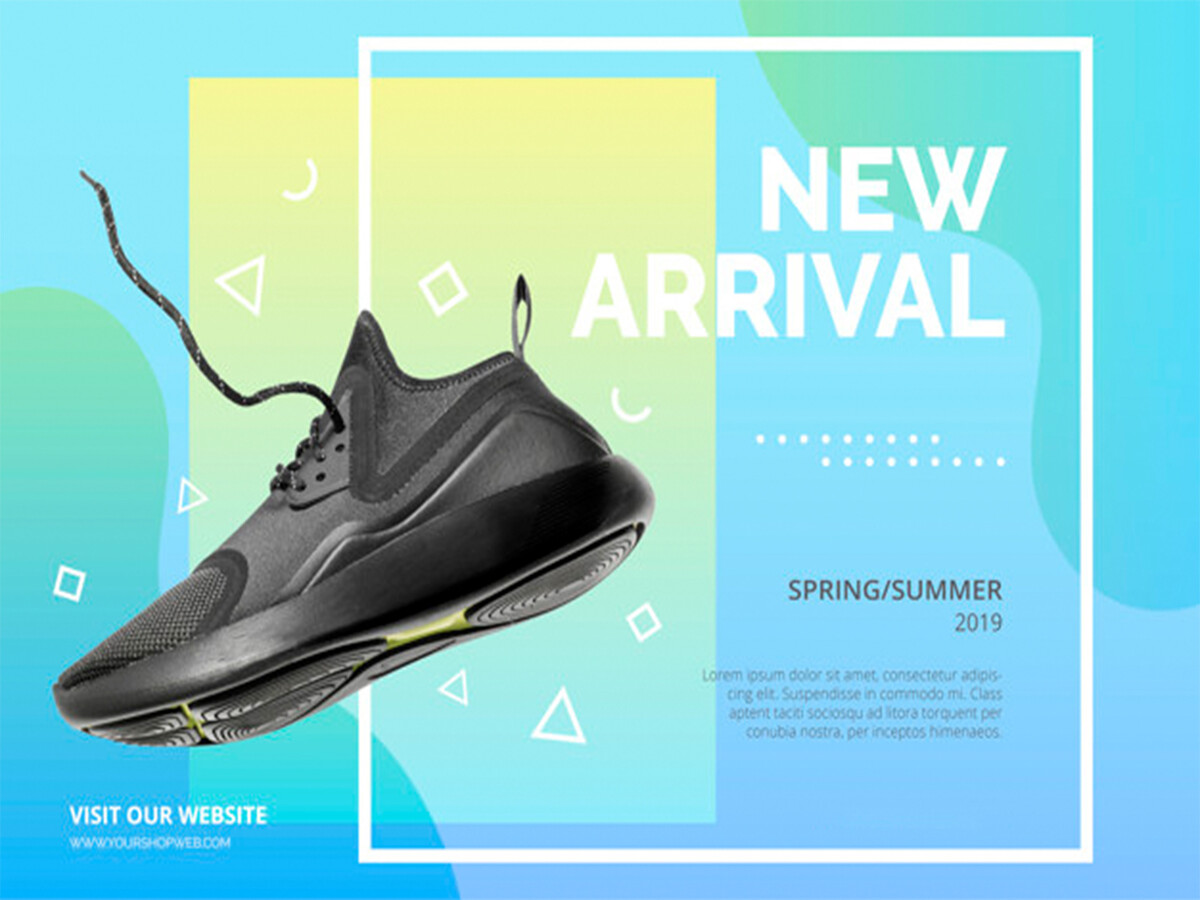 NEW
ARRIVAL
SPRING/SUMMER
2019
Lorem ipsum dolor sit amet, consectetur adipis-
cing elit. Suspendisse in commodo mi. Class
aptent taciti sociosqu ad litora torquent per
conubia nostra, per inceptos himenaeos.
VISIT OUR WEBSITE
WWW.YOURSHOPWEB.COM